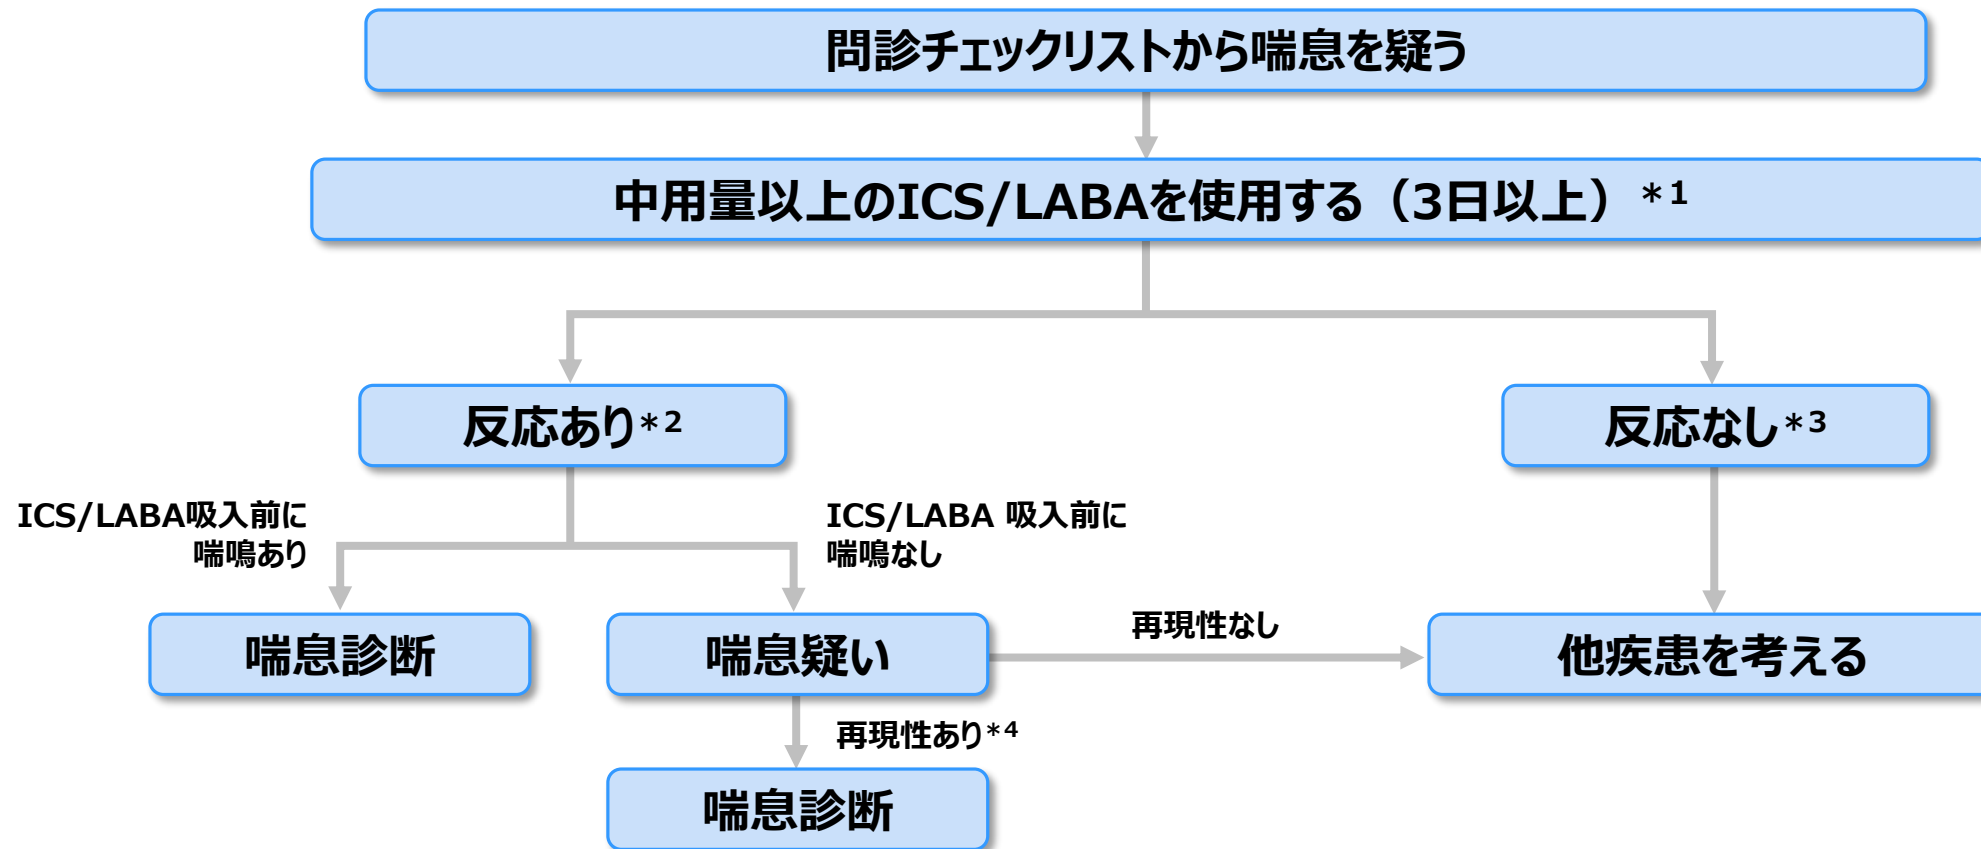 問診チェックリストから喘息を疑う
中用量以上のICS/LABAを使用する（3日以上）*1
反応あり*2
反応なし*3
ICS/LABA吸入前に
喘鳴あり
ICS/LABA 吸入前に
喘鳴なし
喘息診断
喘息疑い
再現性なし
他疾患を考える
再現性あり*4
喘息診断